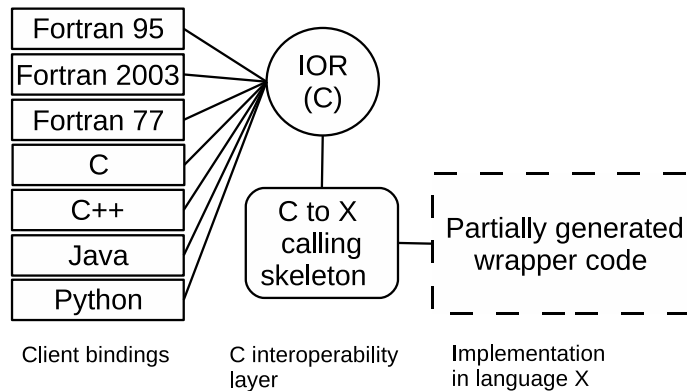 Fortran 95
Fortran 2003
Fortran 77
C
C++
Java
Python
IOR
(C)
C to X
calling
skeleton
Partially generated
wrapper code
Client bindings
C interoperability
layer
Implementation
in language X